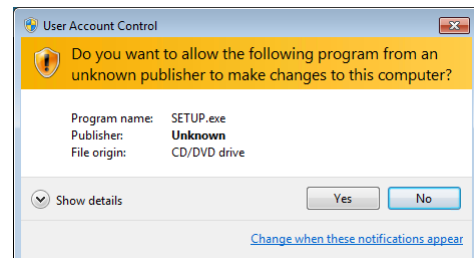 User Account Control
Do you want to allow the following program from an
unknown publisher to make changes to this computer?
Program name: SETUP.exe
Publisher: Unknown
File origin: CD/DVD drive
Show details Yes No
Change when these notifications appear